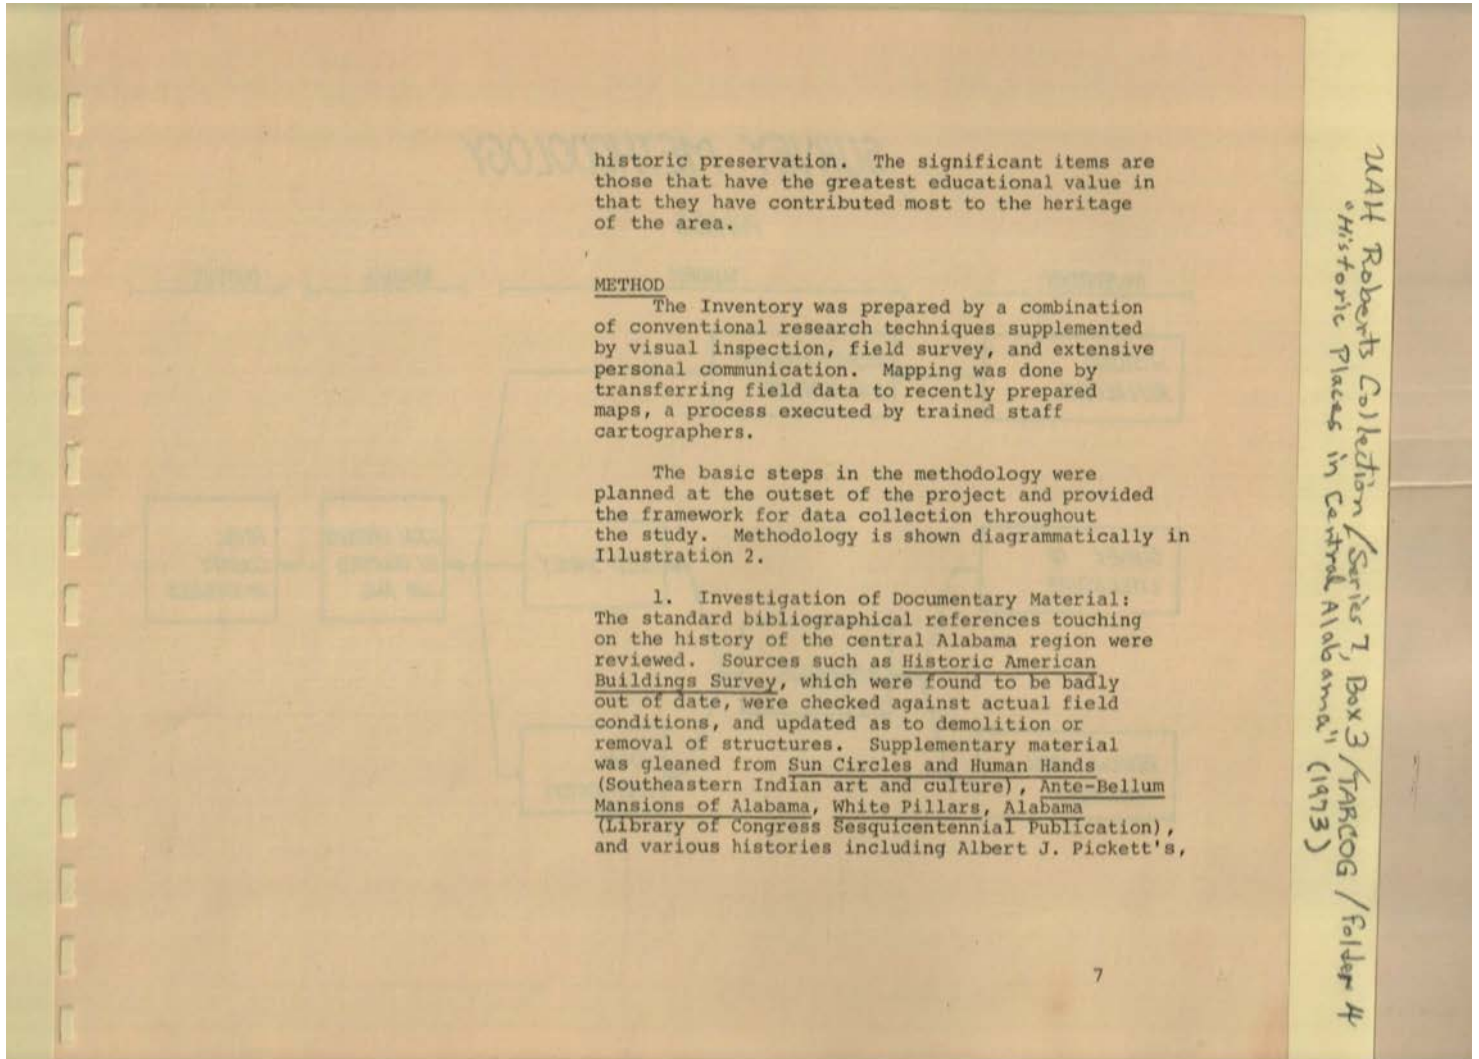 historic preservation. The significant items are
those that have the greatest educational value in
that they have contributed most to the heritage
of the area.
METHOD
The Inventory was prepared by a combination
of conventional research techniques supplemented
by visual inspection, field survey, and extensive
personal communication. Mapping was done by
transferring field data to recently prepared
maps, a process executed by trained staff
cartographers.
The basic steps in the methodology were
planned at the outset of the project and provided
the framework for data collection throughout
the study. Methodology is shown diagrammatically in
Illustration 2.
1. Investigation of Documentary Material:
The standard bibliographical references touching
on the history of the central Alabama region were
reviewed. Sources such as Historic American
Buildings Survey, which were found to be badly
out of date, were checked against actual field
conditions, and updated as to demolition or
removal of structures. Supplementary material
was gleaned from Sun Circles and Human Hands
(Southeastern Indian art and culture), Ante-Bellum
Mansions of Alabama, White Pillars, Alabama
(Library of Congress Sesquicentennial Publication),
and various histories including Albert J. Pickett's,
7
UAH Roberts Collection/Series 7, Box 3/TARCOG/Folder 4
"Historic Places in Central Alabama" (1973)